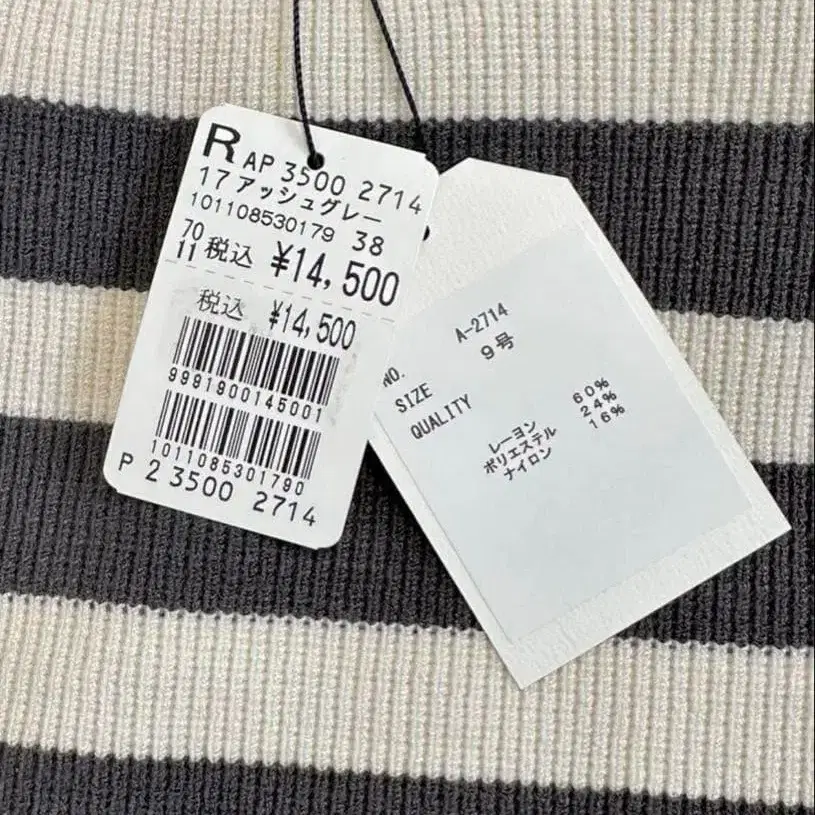 R AP 3500 2714
17 アッシュグレー
101108530179 38
70
11 税込 ¥14,500
税込 ¥14,500
9991900145001
1011085301790
P 2 3500 2714
NO. A-2714
SIZE 9号
QUALITY
レーヨン 60%
ポリエステル 24%
ナイロン 16%